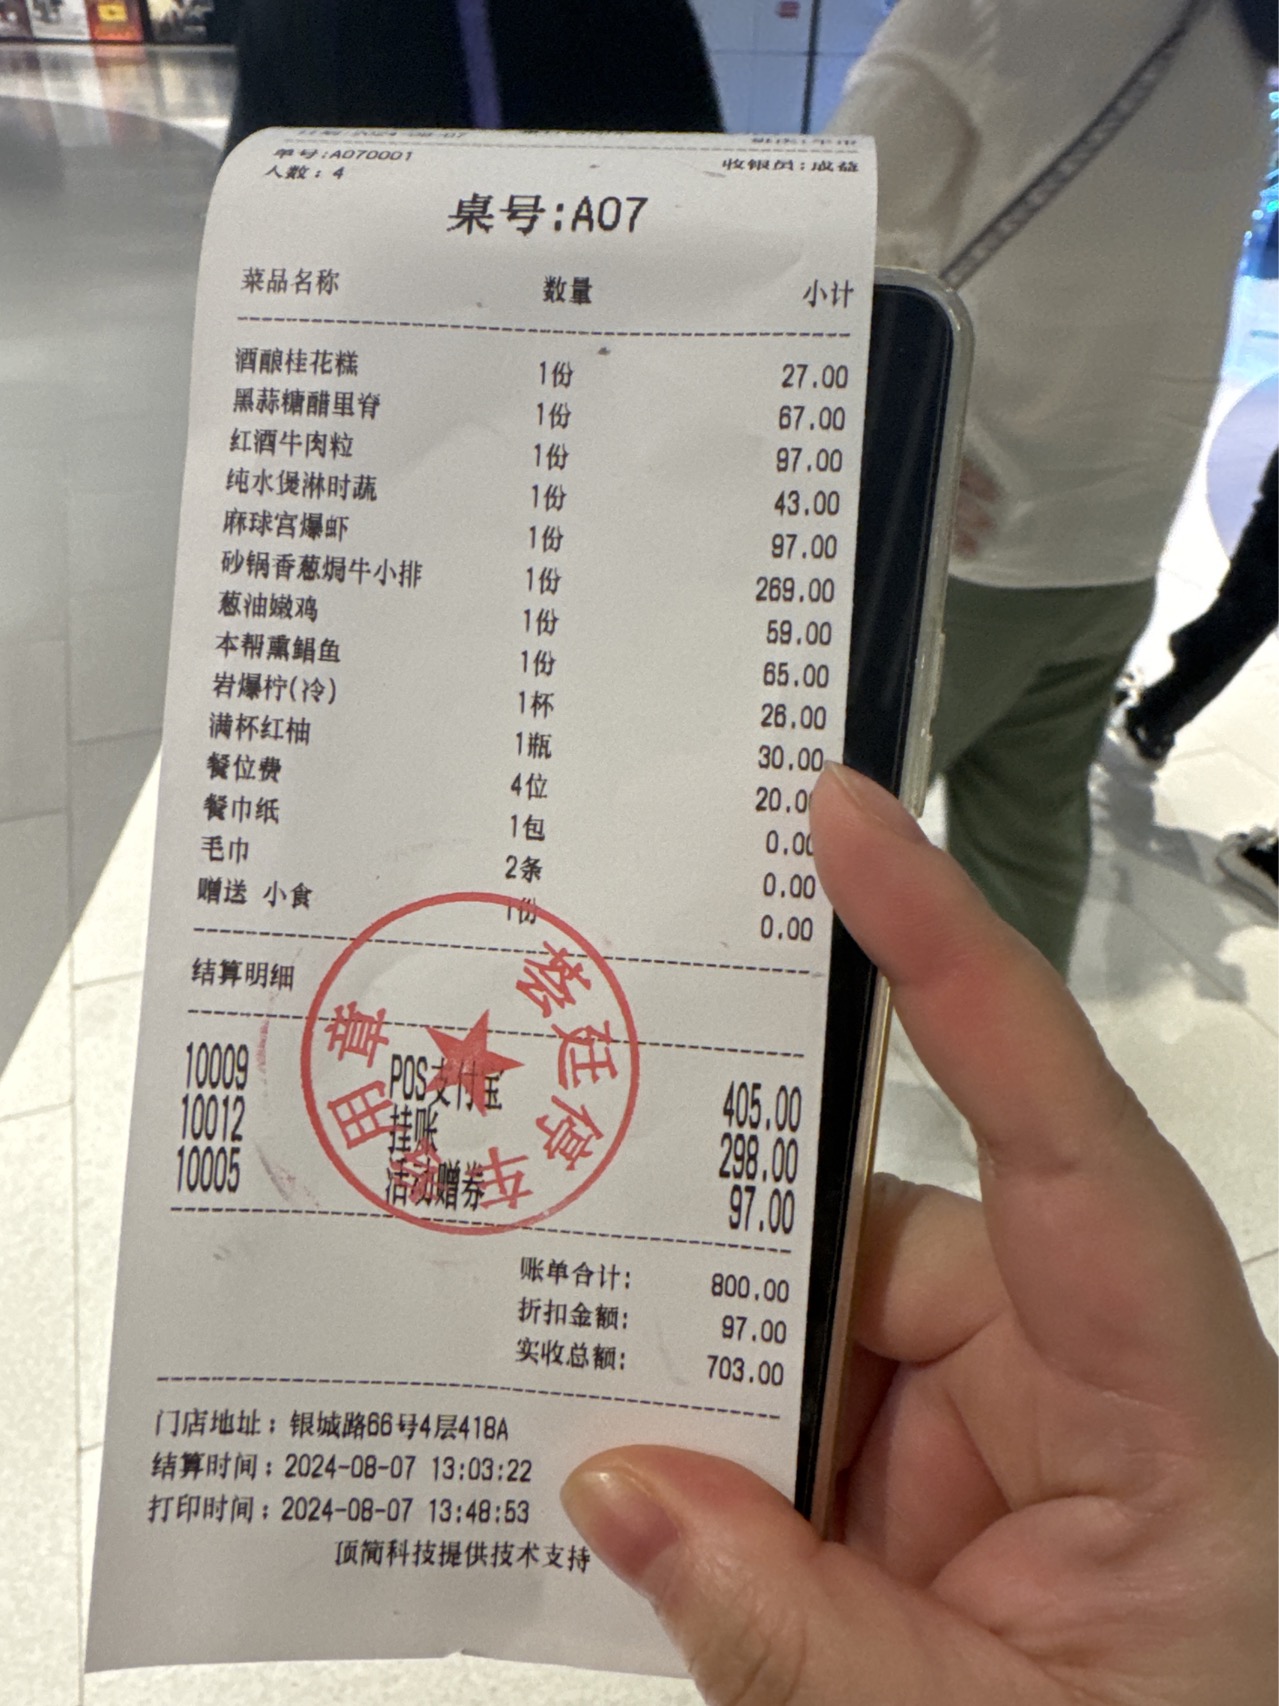 单号:A070001
人数: 4
收银员:成益
桌号:A07
菜品名称 数量 小计
酒酿桂花糕 1份 27.00
黑蒜糖醋里脊 1份 67.00
红酒牛肉粒 1份 97.00
纯水煲淋时蔬 1份 43.00
麻球宫爆虾 1份 97.00
砂锅香葱焗牛小排 1份 269.00
葱油嫩鸡 1份 59.00
本帮熏鲳鱼 1份 65.00
岩爆柠(冷) 1杯 26.00
满杯红柚 1瓶 30.00
餐位费 4位 20.00
餐巾纸 1包 0.00
毛巾 2条 0.00
赠送 小食 1份 0.00
结算明细
10009 POS支付宝 405.00
10012 挂账 298.00
10005 活动赠券 97.00
账单合计: 800.00
折扣金额: 97.00
实收总额: 703.00
门店地址: 银城路66号4层418A
结算时间: 2024-08-07 13:03:22
打印时间: 2024-08-07 13:48:53
顶简科技提供技术支持
廷停车
用章